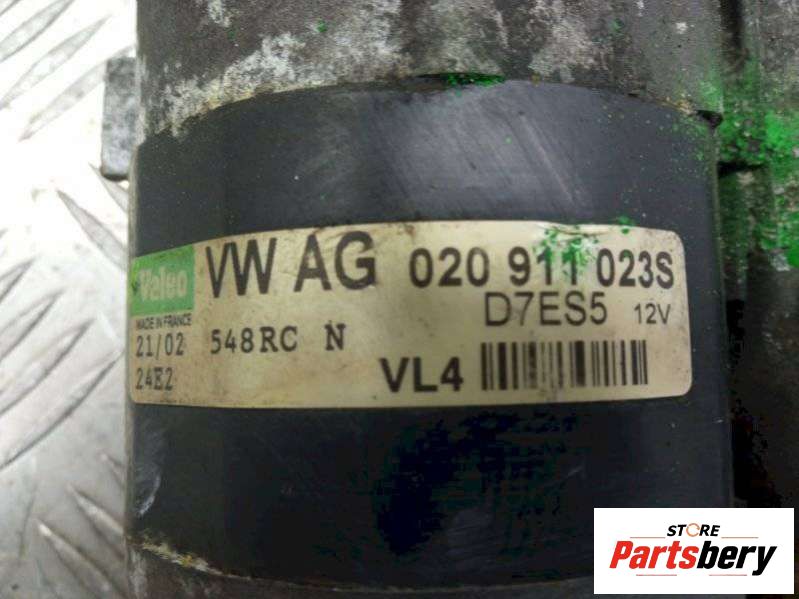 Valeo
VW AG 020 911 023S
MADE IN FRANCE
D7ES5 12V
21/02 548RC N
24E2
VL4
STORE
Partsbery